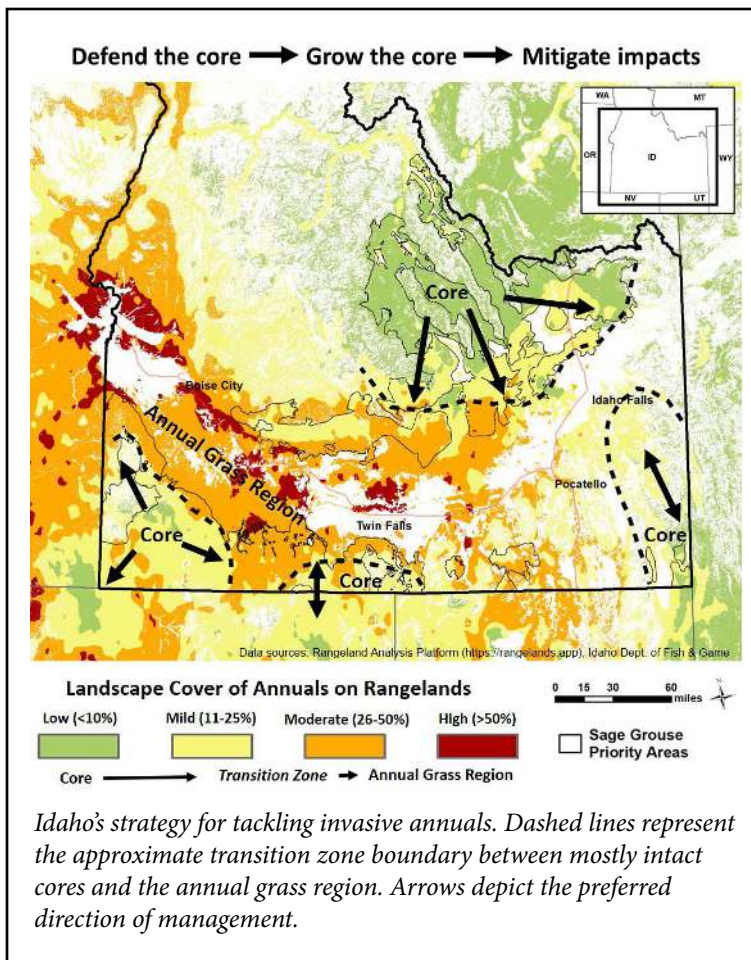 Defend the core → Grow the core → Mitigate impacts
WA
MT
OR
ID
WY
NV
UT
Core
Boise City
Idaho Falls
Annual Grass Region
Pocatello
Core
Twin Falls
Core
Core
Data sources: Rangeland Analysis Platform (https://rangelands.app), Idaho Dept. of Fish & Game
Landscape Cover of Annuals on Rangelands
0 15 30 60
miles
N
Low (<10%) Mild (11-25%) Moderate (26-50%) High (>50%)
Sage Grouse
Priority Areas
Core → Transition Zone → Annual Grass Region
Idaho's strategy for tackling invasive annuals. Dashed lines represent
the approximate transition zone boundary between mostly intact
cores and the annual grass region. Arrows depict the preferred
direction of management.